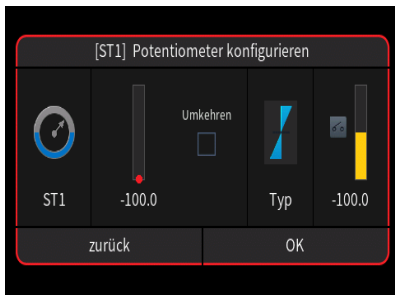 [ST1] Potentiometer konfigurieren
Umkehren
ST1
-100.0
Typ
-100.0
zurück
OK